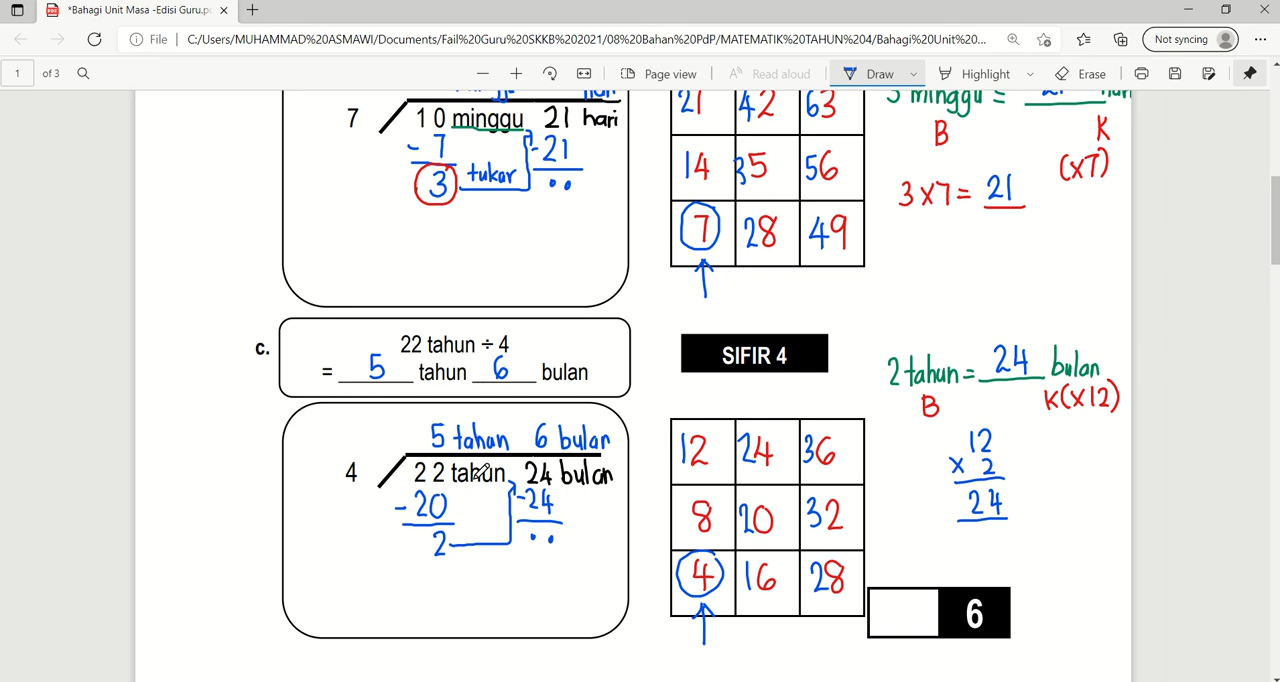 *Bahagi Unit Masa -Edisi Guru.p
File C:/Users/MUHAMMAD%20ASMAWI/Documents/Fail%20Guru%20SKKB%202021/08%20Bahan%20PdP/MATEMATIK%20TAHUN%204/Bahagi%20Unit%20... Not syncing
1 of 3 Page view Read aloud Draw Highlight Erase
7 10 minggu 21 hari
- 7 -21
3 tukar
21 42 63
14 35 56
7 28 49
3 minggu = 21 hari
B K
(x7)
3 x 7 = 21
c.
22 tahun ÷ 4
= 5 tahun 6 bulan
5 tahun 6 bulan
4 22 tahun 24 bulan
- 20 -24
2
SIFIR 4
12 24 36
8 20 32
4 16 28
2 tahun = 24 bulan
B K(x12)
12
x 2
24
6